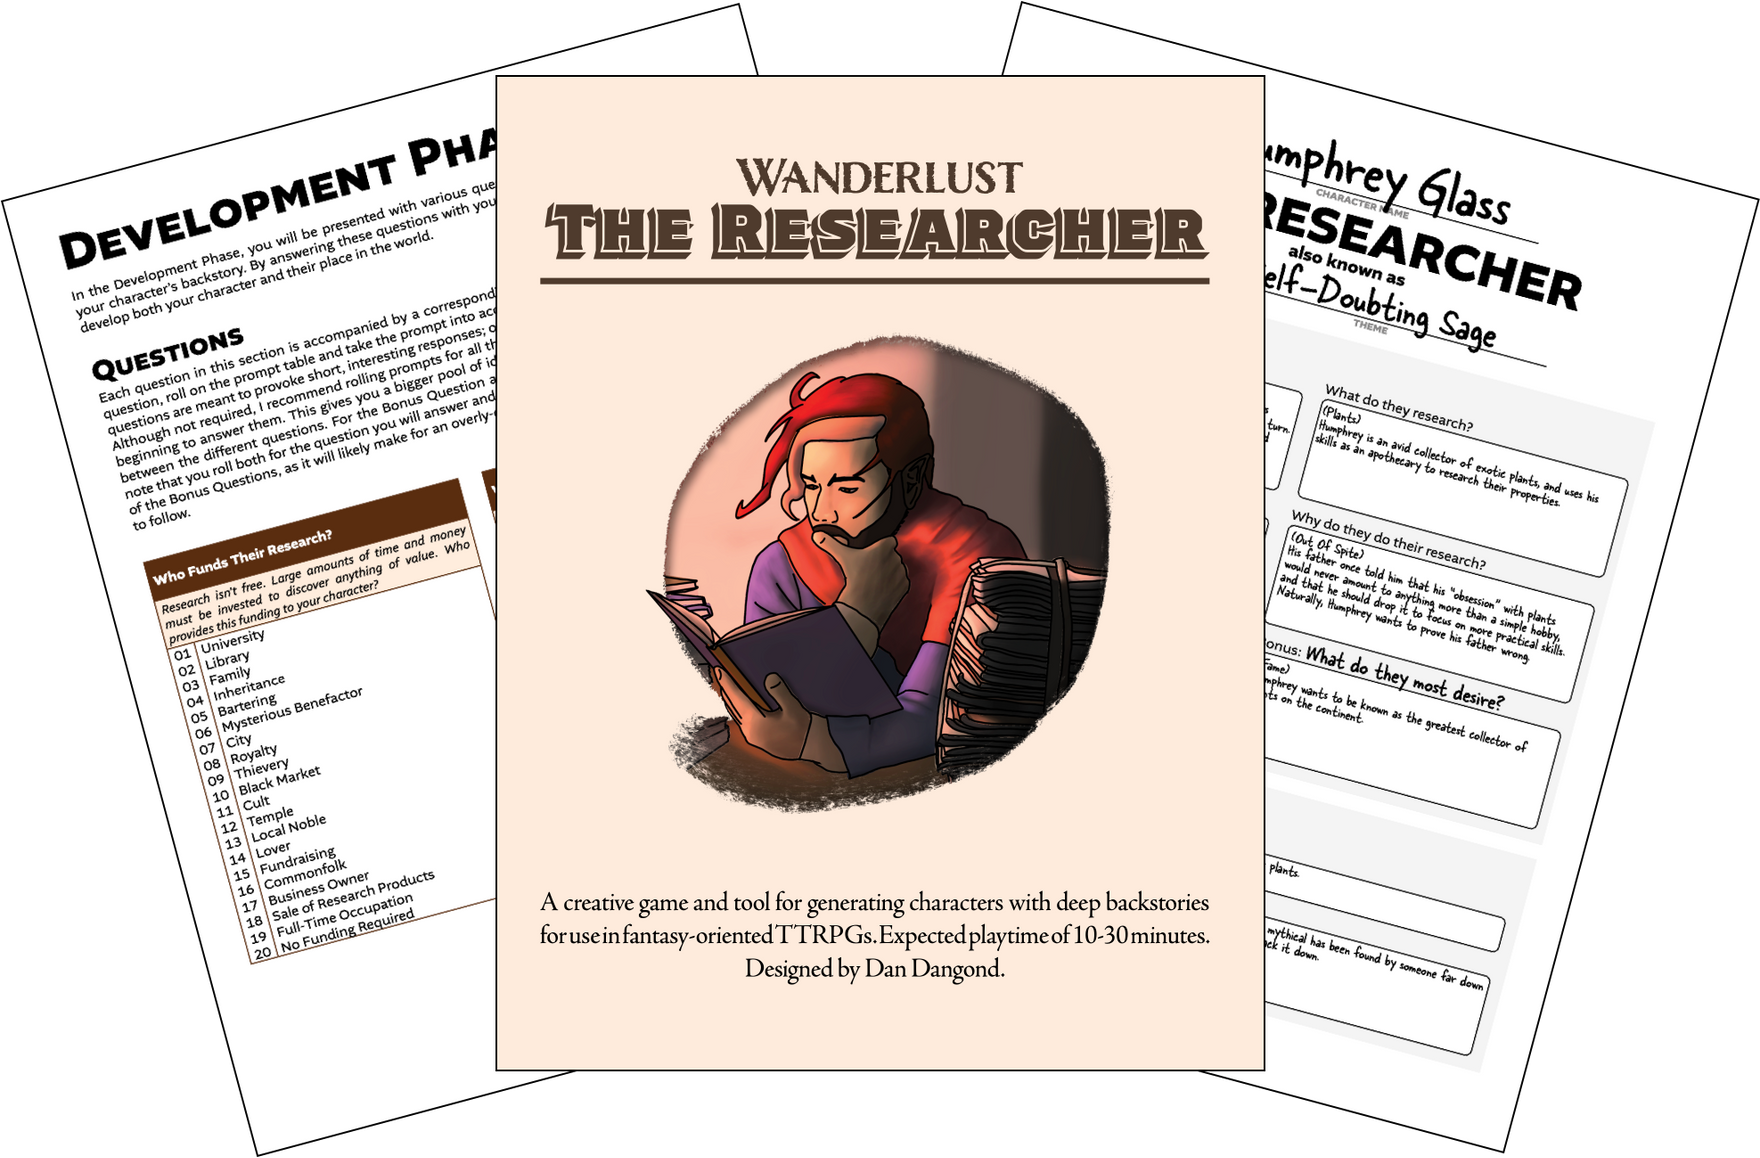 DEVELOPMENT PHA
In the Development Phase, you will be presented with various que
your character's backstory. By answering these questions with you
develop both your character and their place in the world.
QUESTIONS
Each question in this section is accompanied by a correspondi
question, roll on the prompt table and take the prompt into acc
questions are meant to provoke short, interesting responses; o
Although not required, I recommend rolling prompts for all th
beginning to answer them. This gives you a bigger pool of id
between the different questions. For the Bonus Question a
note that you roll both for the question you will answer and
of the Bonus Questions, as it will likely make for an overly-c
to follow.
Who Funds Their Research?
Research isn't free. Large amounts of time and money
must be invested to discover anything of value. Who
provides this funding to your character?
01 University
02 Library
03 Family
04 Inheritance
05 Bartering
06 Mysterious Benefactor
07 City
08 Royalty
09 Thievery
10 Black Market
11 Cult
12 Temple
13 Local Noble
14 Lover
15 Fundraising
16 Commonfolk
17 Business Owner
18 Sale of Research Products
19 Full-Time Occupation
20 No Funding Required
WANDERLUST
THE RESEARCHER
A creative game and tool for generating characters with deep backstories
for use in fantasy-oriented TTRPGs. Expected playtime of 10-30 minutes.
Designed by Dan Dangond.
umphrey Glass
CHARACTER NAME
RESEARCHER
also known as
elf-Doubting Sage
THEME
turn.
What do they research?
(Plants)
Humphrey is an avid collector of exotic plants, and uses his
skills as an apothecary to research their properties.
Why do they do their research?
(Out Of Spite)
His father once told him that his "obsession" with plants
would never amount to anything more than a simple hobby,
and that he should drop it to focus on more practical skills.
Naturally, Humphrey wants to prove his father wrong.
onus: What do they most desire?
Fame)
mphrey wants to be known as the greatest collector of
ts on the continent.
plants.
mythical has been found by someone far down
ck it down.